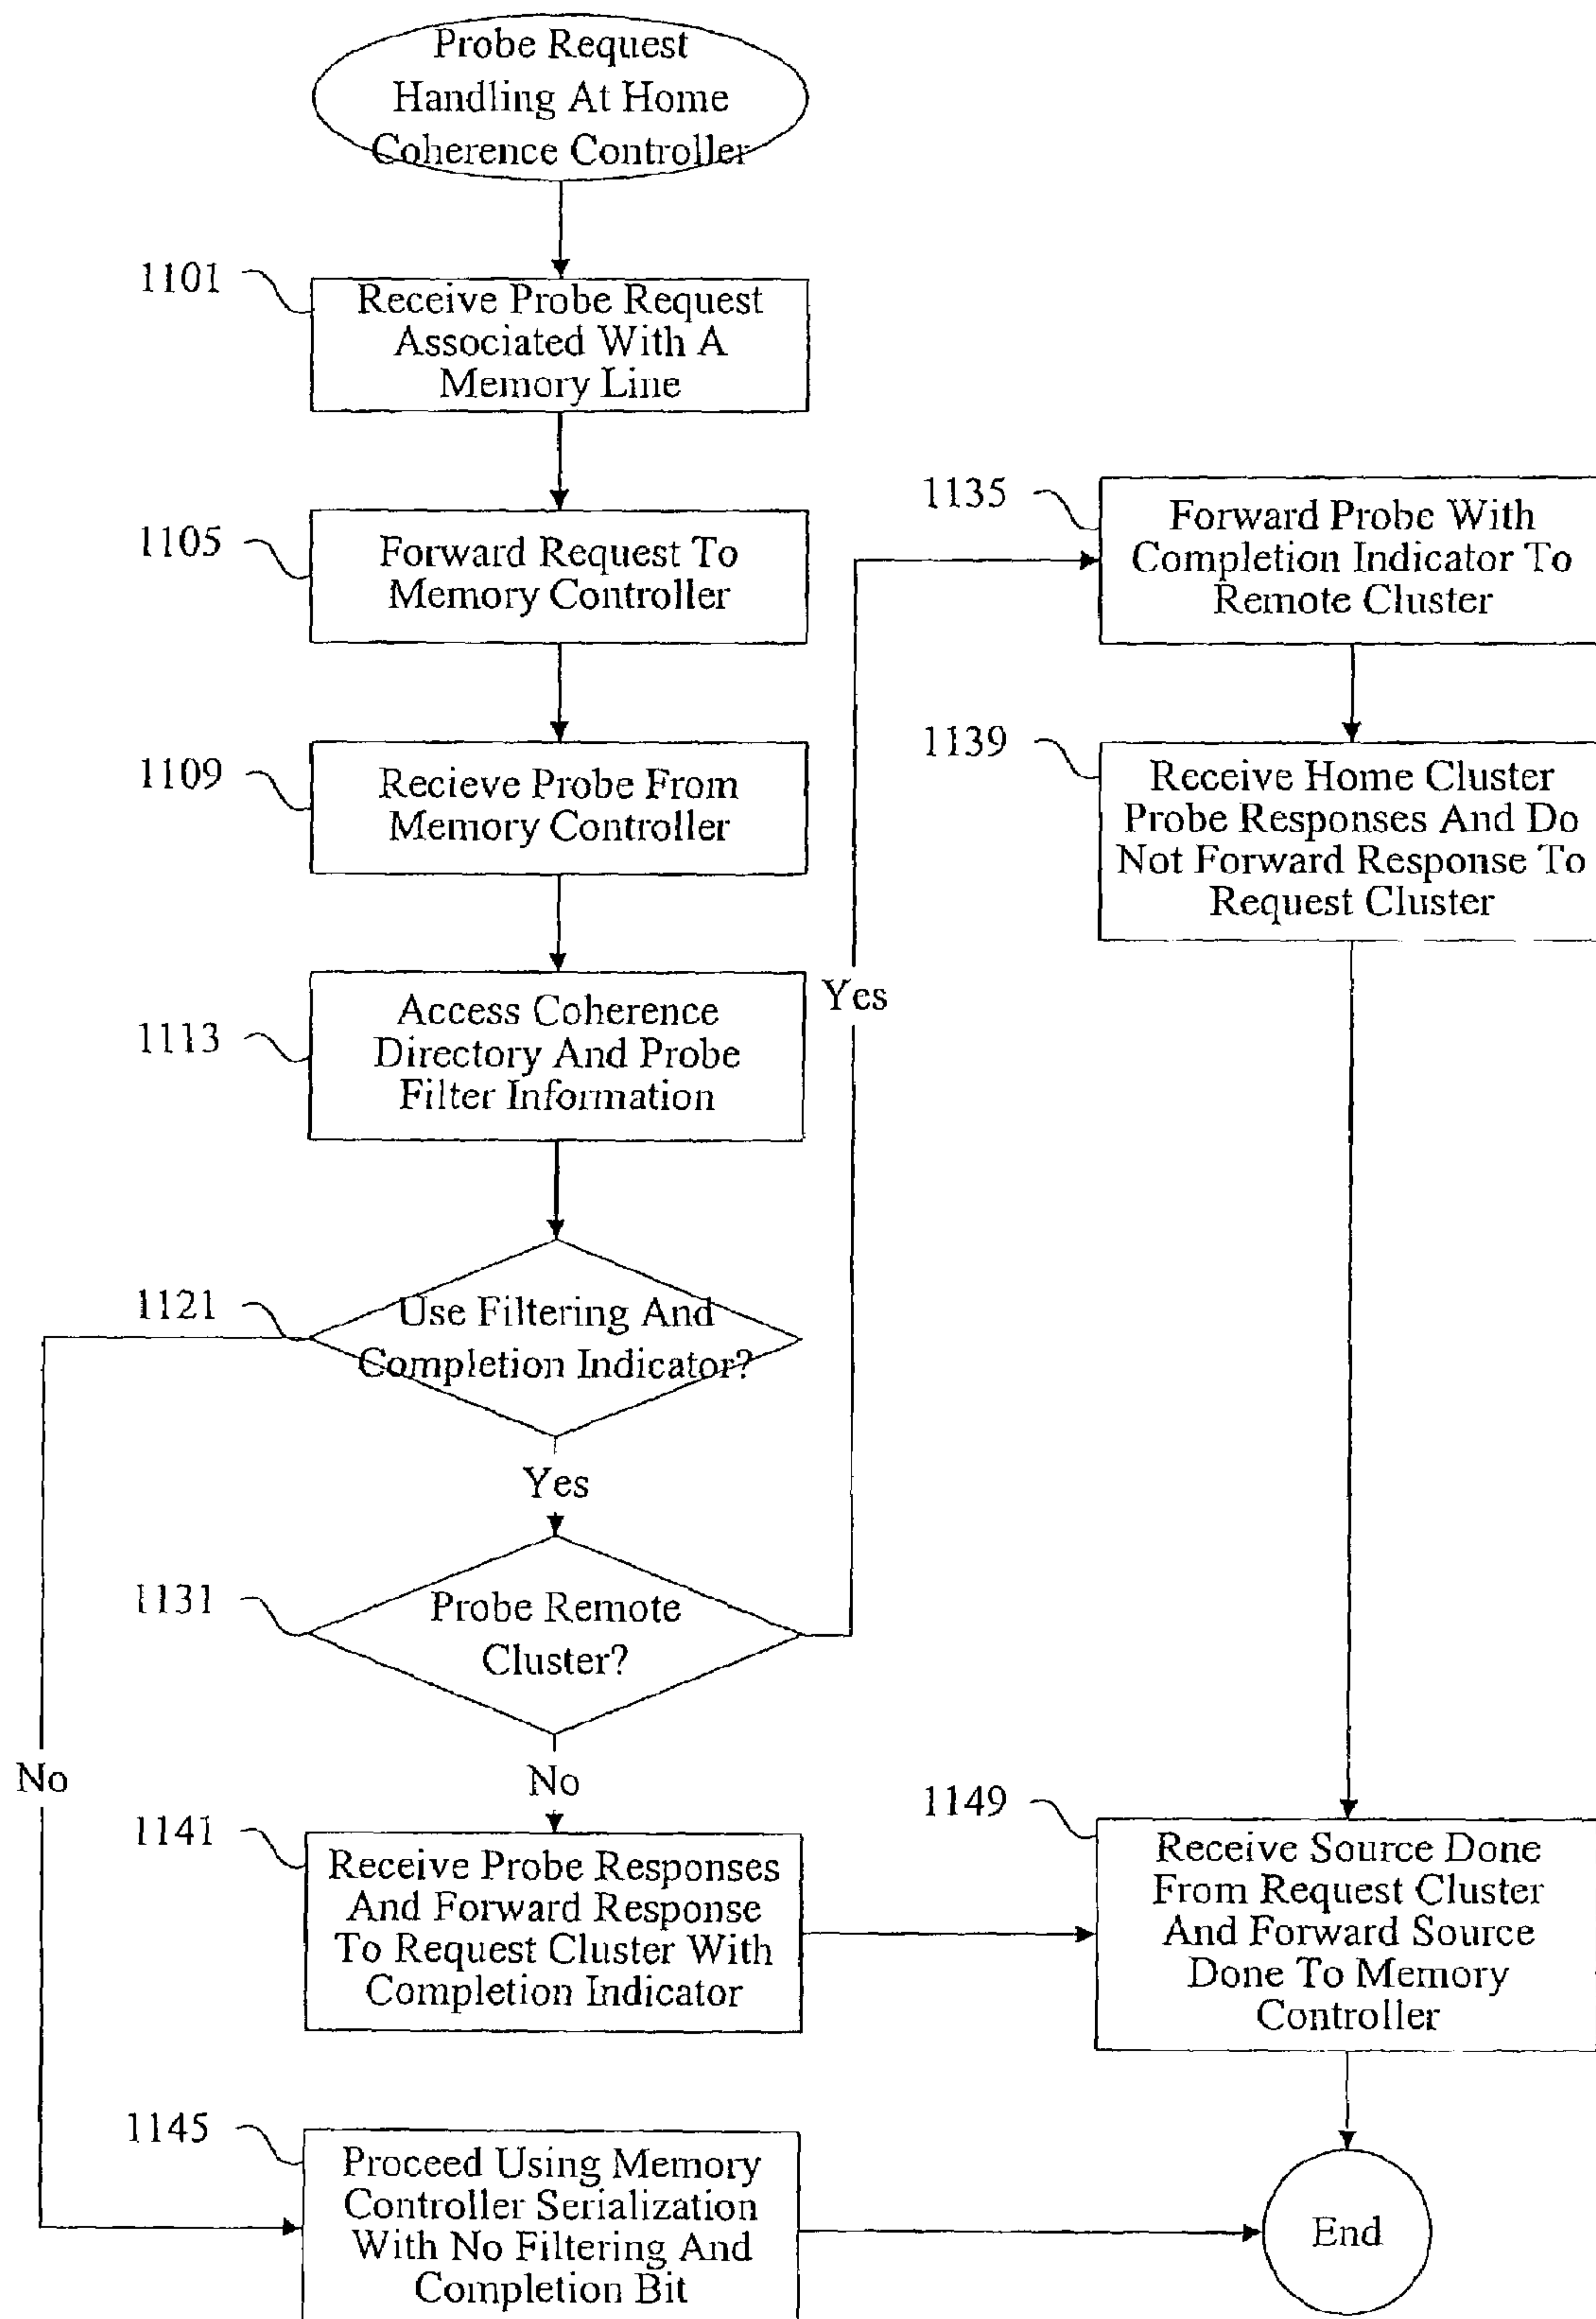 Probe Request
Handling At Home
Coherence Controller
1101
Receive Probe Request
Associated With A
Memory Line
1105
Forward Request To
Memory Controller
1109
Recieve Probe From
Memory Controller
1113
Access Coherence
Directory And Probe
Filter Information
1121
Use Filtering And
Completion Indicator?
Yes
1131
Probe Remote
Cluster?
Yes
No
No
1135
Forward Probe With
Completion Indicator To
Remote Cluster
1139
Receive Home Cluster
Probe Responses And Do
Not Forward Response To
Request Cluster
1141
Receive Probe Responses
And Forward Response
To Request Cluster With
Completion Indicator
1149
Receive Source Done
From Request Cluster
And Forward Source
Done To Memory
Controller
1145
Proceed Using Memory
Controller Serialization
With No Filtering And
Completion Bit
End